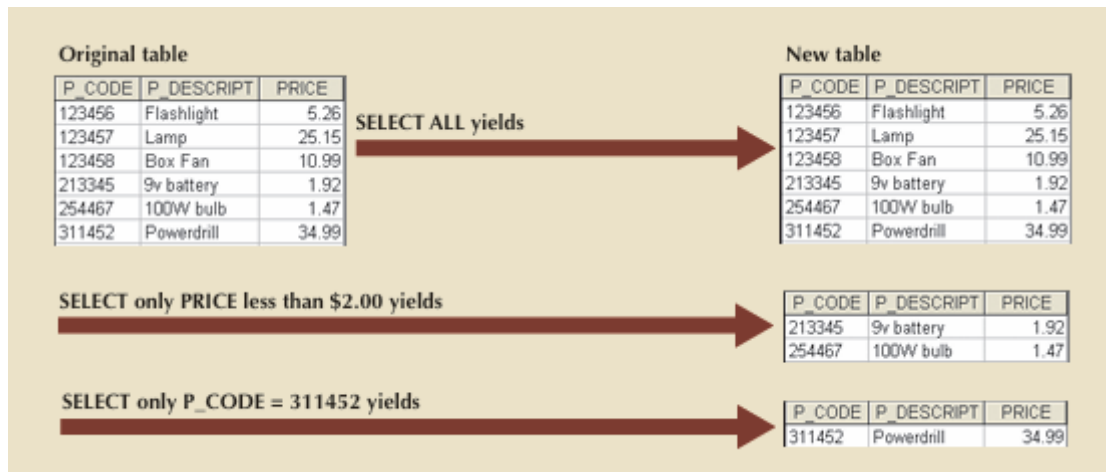 Original table
New table
P_CODE P_DESCRIPT PRICE
123456 Flashlight 5.26
123457 Lamp 25.15
123458 Box Fan 10.99
213345 9v battery 1.92
254467 100W bulb 1.47
311452 Powerdrill 34.99
SELECT ALL yields
P_CODE P_DESCRIPT PRICE
123456 Flashlight 5.26
123457 Lamp 25.15
123458 Box Fan 10.99
213345 9v battery 1.92
254467 100W bulb 1.47
311452 Powerdrill 34.99
SELECT only PRICE less than $2.00 yields
P_CODE P_DESCRIPT PRICE
213345 9v battery 1.92
254467 100W bulb 1.47
SELECT only P_CODE = 311452 yields
P_CODE P_DESCRIPT PRICE
311452 Powerdrill 34.99